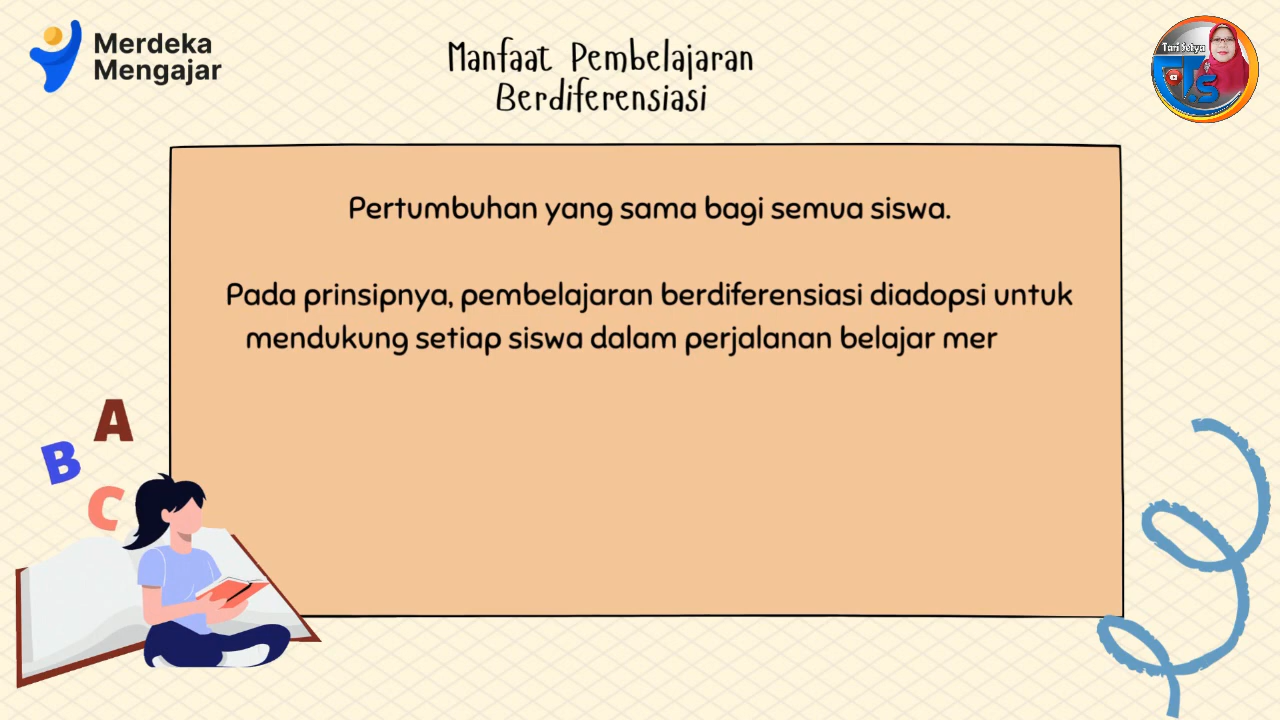 Merdeka
Mengajar
Manfaat Pembelajaran
Berdiferensiasi
Tari Setya
T.S
Pertumbuhan yang sama bagi semua siswa.
Pada prinsipnya, pembelajaran berdiferensiasi diadopsi untuk
mendukung setiap siswa dalam perjalanan belajar mer
A
B
C